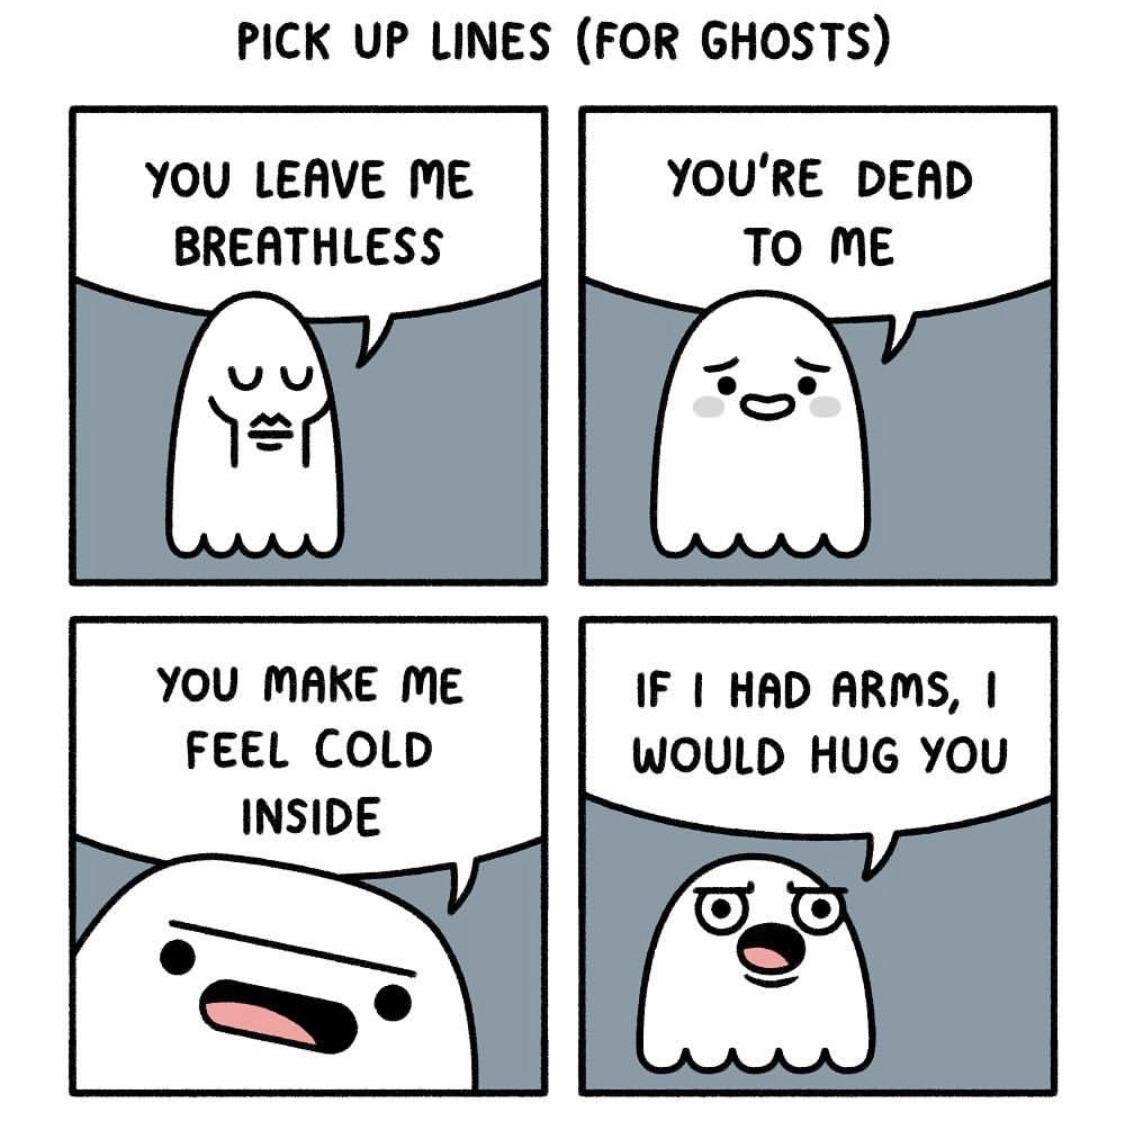 PICK UP LINES (FOR GHOSTS)
YOU LEAVE ME
BREATHLESS
YOU'RE DEAD
TO ME
YOU MAKE ME
FEEL COLD
INSIDE
IF I HAD ARMS, I
WOULD HUG YOU